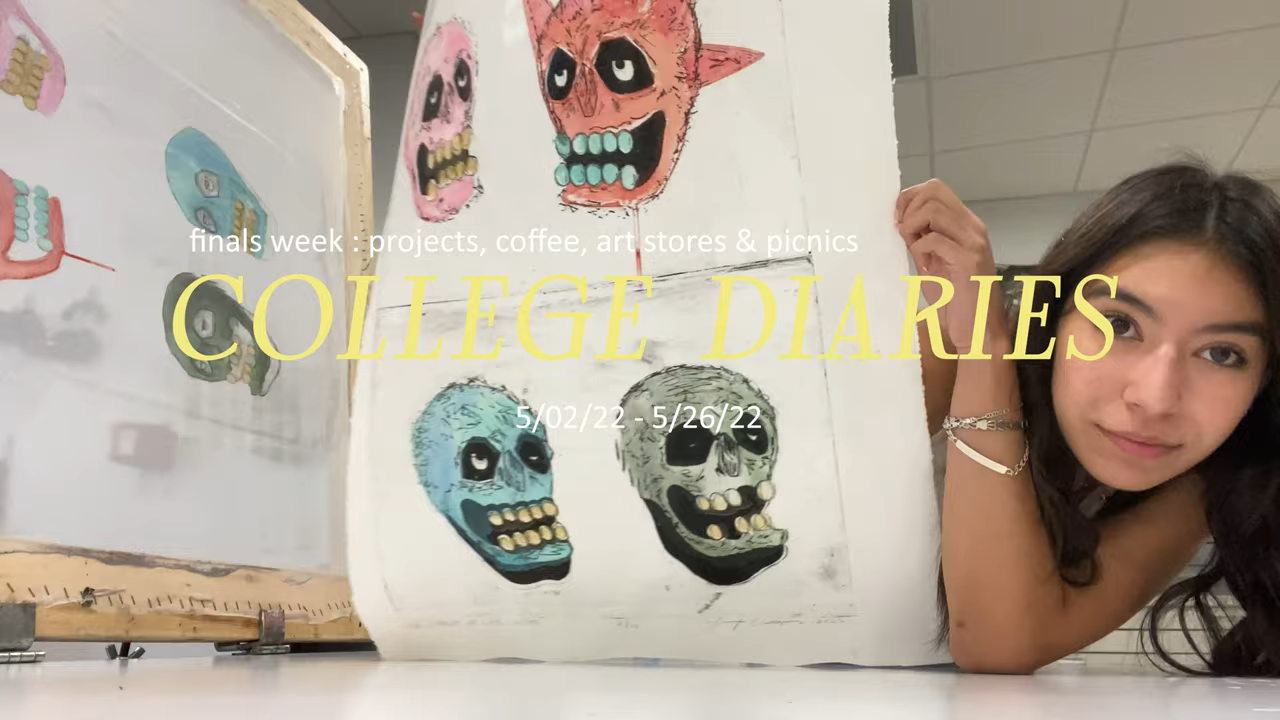 finals week : projects, coffee, art stores & picnics
COLLEGE DIARIES
5/02/22 - 5/26/22